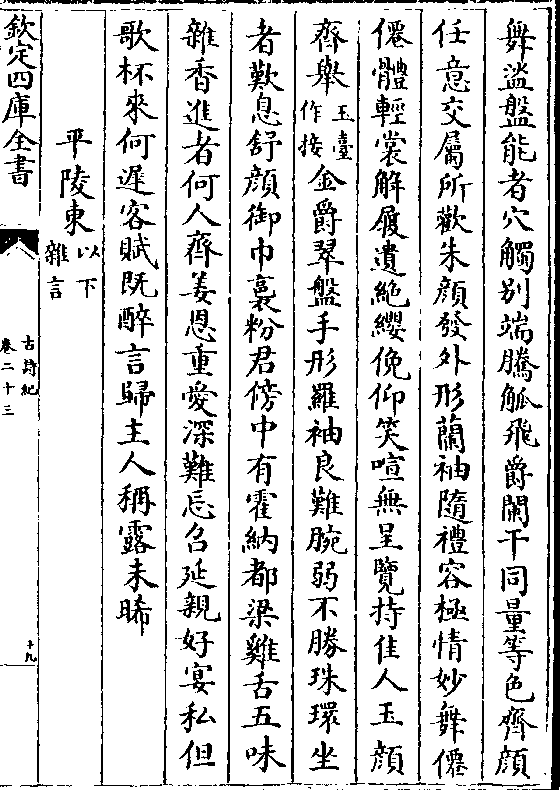 舞盜盤能者穴觸别端騰觚飛爵闌干同量等色齊顔
任意交屬所歡朱顔發外形蘭袖隨禮容極情妙舞僊
僊體輕裳解履遺絶纓俛仰笑喧無呈覽持佳人玉顔
齊舉玉臺作接金爵翠盤手形羅袖良難腕弱不勝珠環坐
者歎息舒顔御巾裛粉君傍中有霍納都梁雞舌五味
雜香進者何人齊姜恩重愛深難忘召延親好宴私但
歌杯來何遲客賦既醉言歸主人稱露未晞
平陵東以下雜言
欽定四庫全書
古詩紀
卷二十三
十九